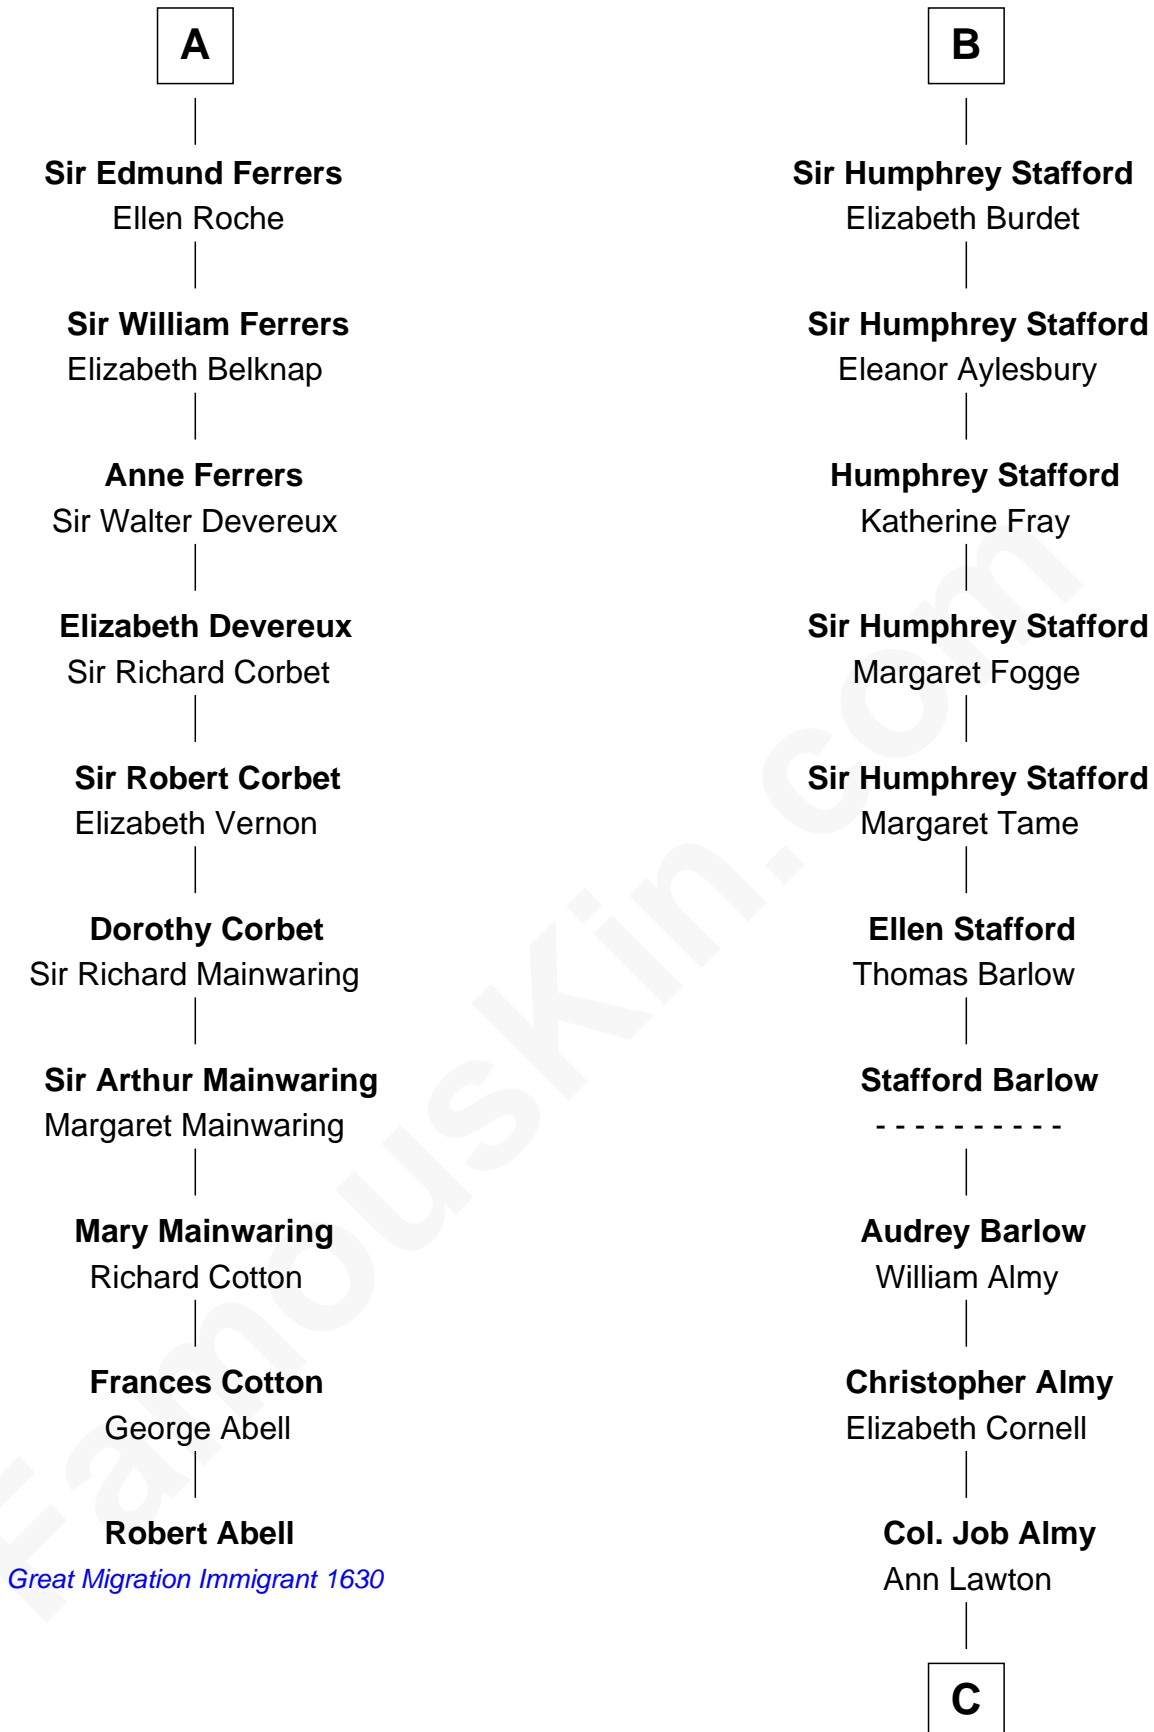 A
Sir Edmund Ferrers
Ellen Roche
Sir William Ferrers
Elizabeth Belknap
Anne Ferrers
Sir Walter Devereux
Elizabeth Devereux
Sir Richard Corbet
Sir Robert Corbet
Elizabeth Vernon
Dorothy Corbet
Sir Richard Mainwaring
Sir Arthur Mainwaring
Margaret Mainwaring
Mary Mainwaring
Richard Cotton
Frances Cotton
George Abell
Robert Abell
Great Migration Immigrant 1630
B
Sir Humphrey Stafford
Elizabeth Burdet
Sir Humphrey Stafford
Eleanor Aylesbury
Humphrey Stafford
Katherine Fray
Sir Humphrey Stafford
Margaret Fogge
Sir Humphrey Stafford
Margaret Tame
Ellen Stafford
Thomas Barlow
Stafford Barlow
- - - - - - - - - -
Audrey Barlow
William Almy
Christopher Almy
Elizabeth Cornell
Col. Job Almy
Ann Lawton
C
FamousKin.com